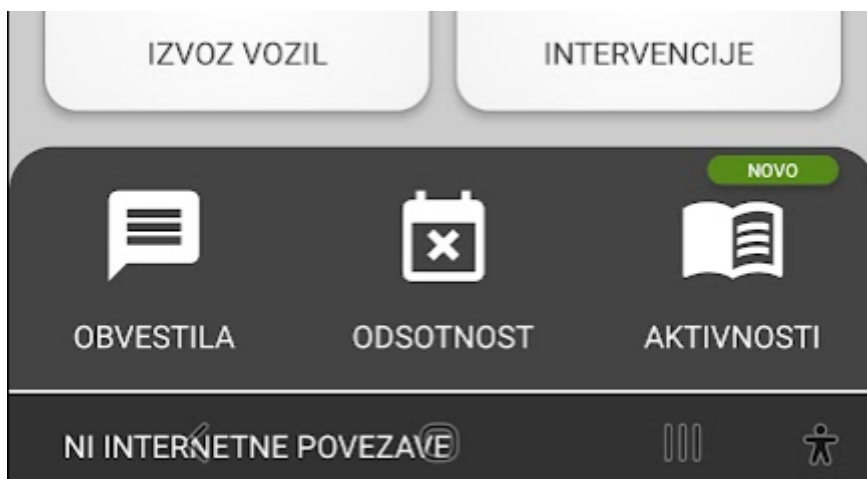 IZVOZ VOZIL
INTERVENCIJE
NOVO
OBVESTILA
ODSOTNOST
AKTIVNOSTI
NI INTERNETNE POVEZAVE